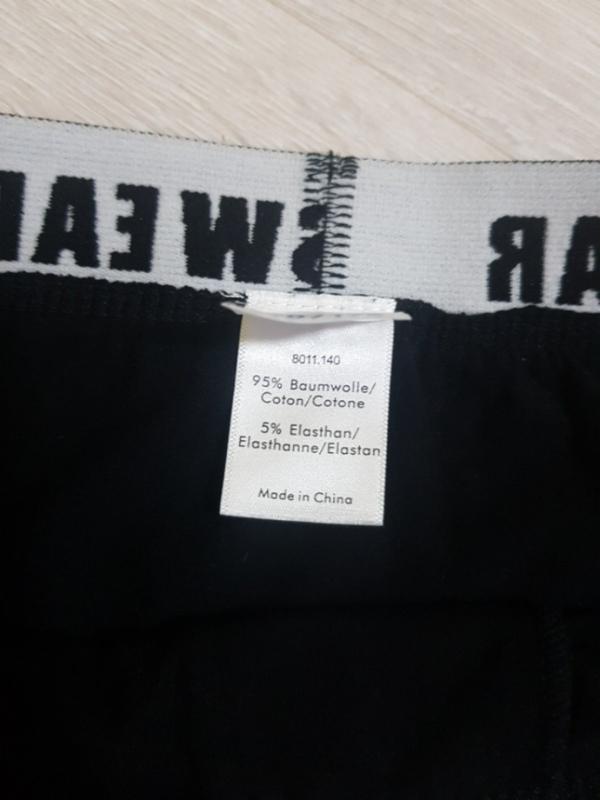 SWEA
AR
8011.140
95% Baumwolle/
Coton/Cotone
5% Elasthan/
Elasthanne/Elastan
Made in China